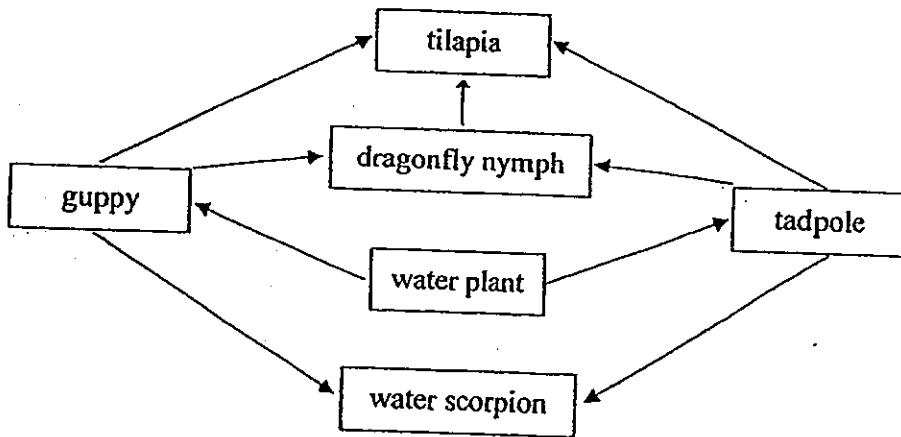 tilapia
dragonfly nymph
guppy
tadpole
water plant
water scorpion